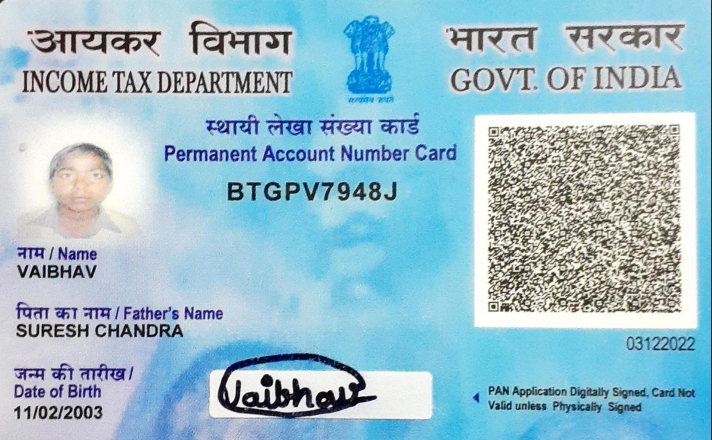 आयकर विभाग
INCOME TAX DEPARTMENT
भारत सरकार
GOVT. OF INDIA
सत्यमेव जयते
स्थायी लेखा संख्या कार्ड
Permanent Account Number Card
BTGPV7948J
नाम / Name
VAIBHAV
पिता का नाम / Father's Name
SURESH CHANDRA
जन्म की तारीख /
Date of Birth
11/02/2003
Vaibhav
03122022
PAN Application Digitally Signed, Card Not
Valid unless Physically Signed